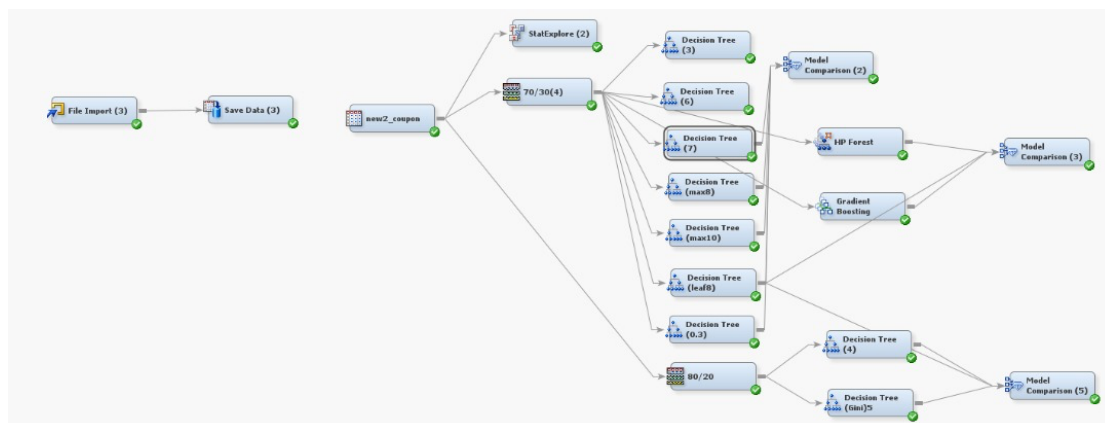 File Import (3)
Save Data (3)
new2_coupon
StatExplore (2)
70/30(4)
Decision Tree
(3)
Decision Tree
(6)
Decision Tree
(7)
Decision Tree
(max8)
Decision Tree
(max10)
Decision Tree
(leaf8)
Decision Tree
(0.3)
80/20
Model
Comparison (2)
HP Forest
Gradient
Boosting
Decision Tree
(4)
Decision Tree
(6ini)5
Model
Comparison (3)
Model
Comparison (5)